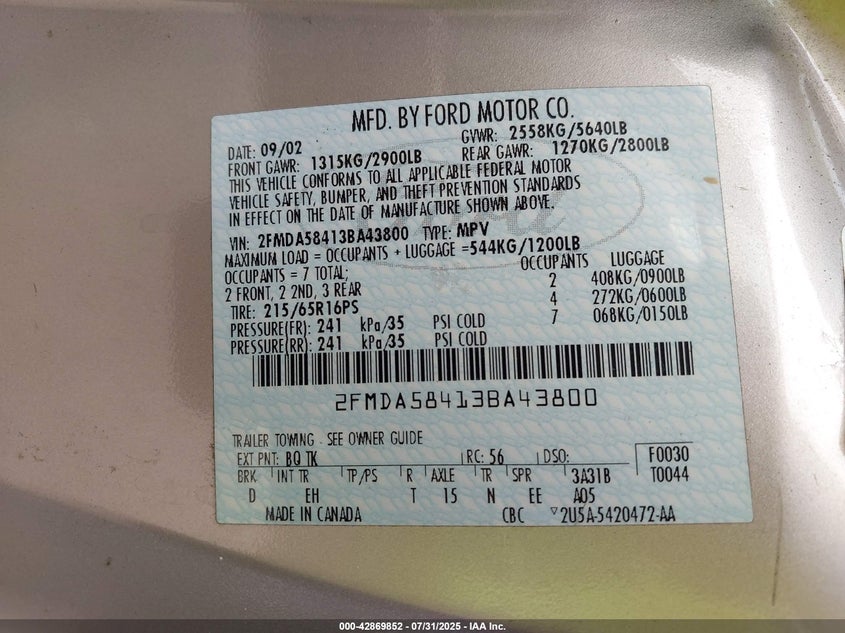 MFD. BY FORD MOTOR CO.
DATE: 09/02 GVWR: 2558KG/5640LB
FRONT GAWR: 1315KG/2900LB REAR GAWR: 1270KG/2800LB
THIS VEHICLE CONFORMS TO ALL APPLICABLE FEDERAL MOTOR
VEHICLE SAFETY, BUMPER, AND THEFT PREVENTION STANDARDS
IN EFFECT ON THE DATE OF MANUFACTURE SHOWN ABOVE.
VIN: 2FMDA58413BA43800 TYPE: MPV
MAXIMUM LOAD = OCCUPANTS + LUGGAGE = 544KG/1200LB
OCCUPANTS = 7 TOTAL; OCCUPANTS LUGGAGE
2 FRONT, 2 2ND, 3 REAR 2 408KG/0900LB
TIRE: 215/65R16PS 4 272KG/0600LB
PRESSURE(FR): 241 kPa/35 PSI COLD 7 068KG/0150LB
PRESSURE(RR): 241 kPa/35 PSI COLD
2FMDA58413BA43800
TRAILER TOWING - SEE OWNER GUIDE
EXT PNT: BQ TK RC: 56 DSO: F0030
BRK INT TR TP/PS R AXLE TR SPR 3A31B T0044
D EH T 15 N EE A05
MADE IN CANADA CBC ▽2U5A-5420472-AA
000-42869852 - 07/31/2025 - IAA Inc.